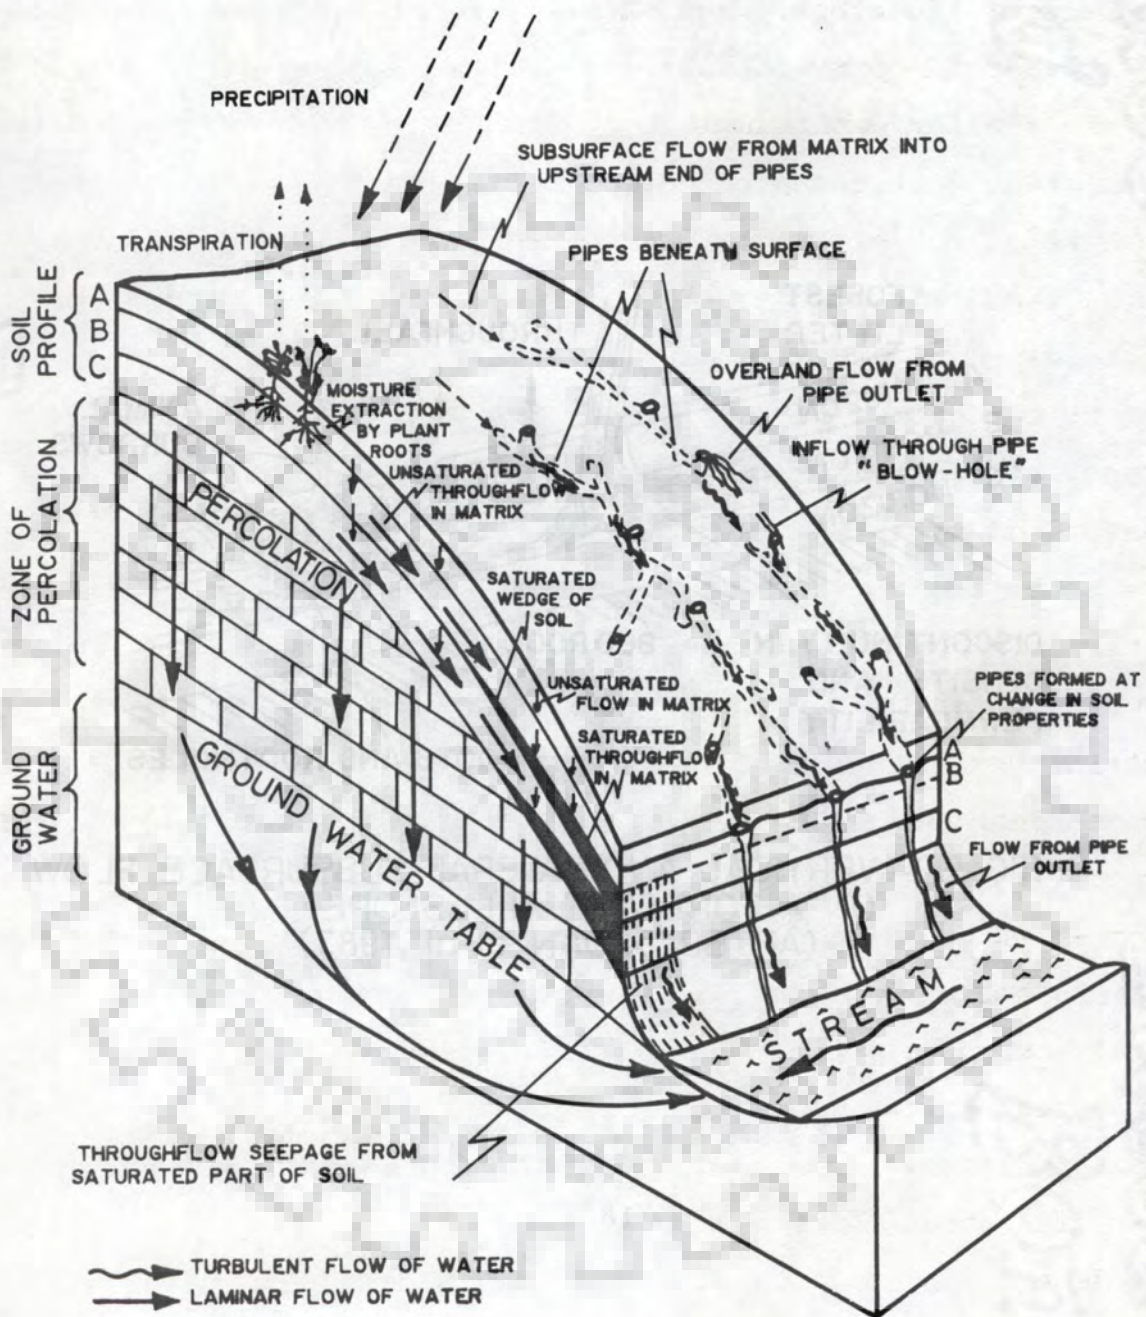 PRECIPITATION
SUBSURFACE FLOW FROM MATRIX INTO
UPSTREAM END OF PIPES
TRANSPIRATION
PIPES BENEATH SURFACE
SOIL
PROFILE
A
B
C
MOISTURE
EXTRACTION
BY PLANT
ROOTS
OVERLAND FLOW FROM
PIPE OUTLET
INFLOW THROUGH PIPE
"BLOW-HOLE"
UNSATURATED
THROUGHFLOW
IN MATRIX
ZONE OF
PERCOLATION
PERCOLATION
SATURATED
WEDGE OF
SOIL
UNSATURATED
FLOW IN MATRIX
PIPES FORMED AT
CHANGE IN SOIL
PROPERTIES
SATURATED
THROUGHFLOW
IN MATRIX
A
B
C
GROUND
WATER
GROUND WATER TABLE
FLOW FROM PIPE
OUTLET
STREAM
THROUGHFLOW SEEPAGE FROM
SATURATED PART OF SOIL
TURBULENT FLOW OF WATER
LAMINAR FLOW OF WATER